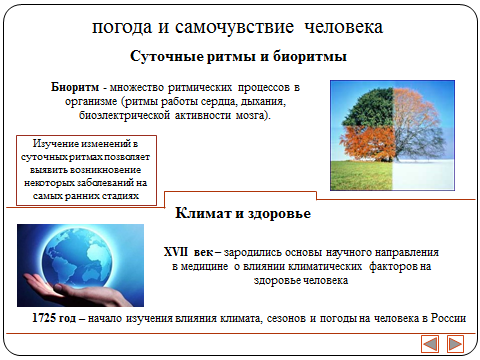 погода и самочувствие человека
Суточные ритмы и биоритмы
Биоритм - множество ритмических процессов в
организме (ритмы работы сердца, дыхания,
биоэлектрической активности мозга).
Изучение изменений в
суточных ритмах позволяет
выявить возникновение
некоторых заболеваний на
самых ранних стадиях
Климат и здоровье
XVII век – зародились основы научного направления
в медицине о влиянии климатических факторов на
здоровье человека
1725 год – начало изучения влияния климата, сезонов и погоды на человека в России